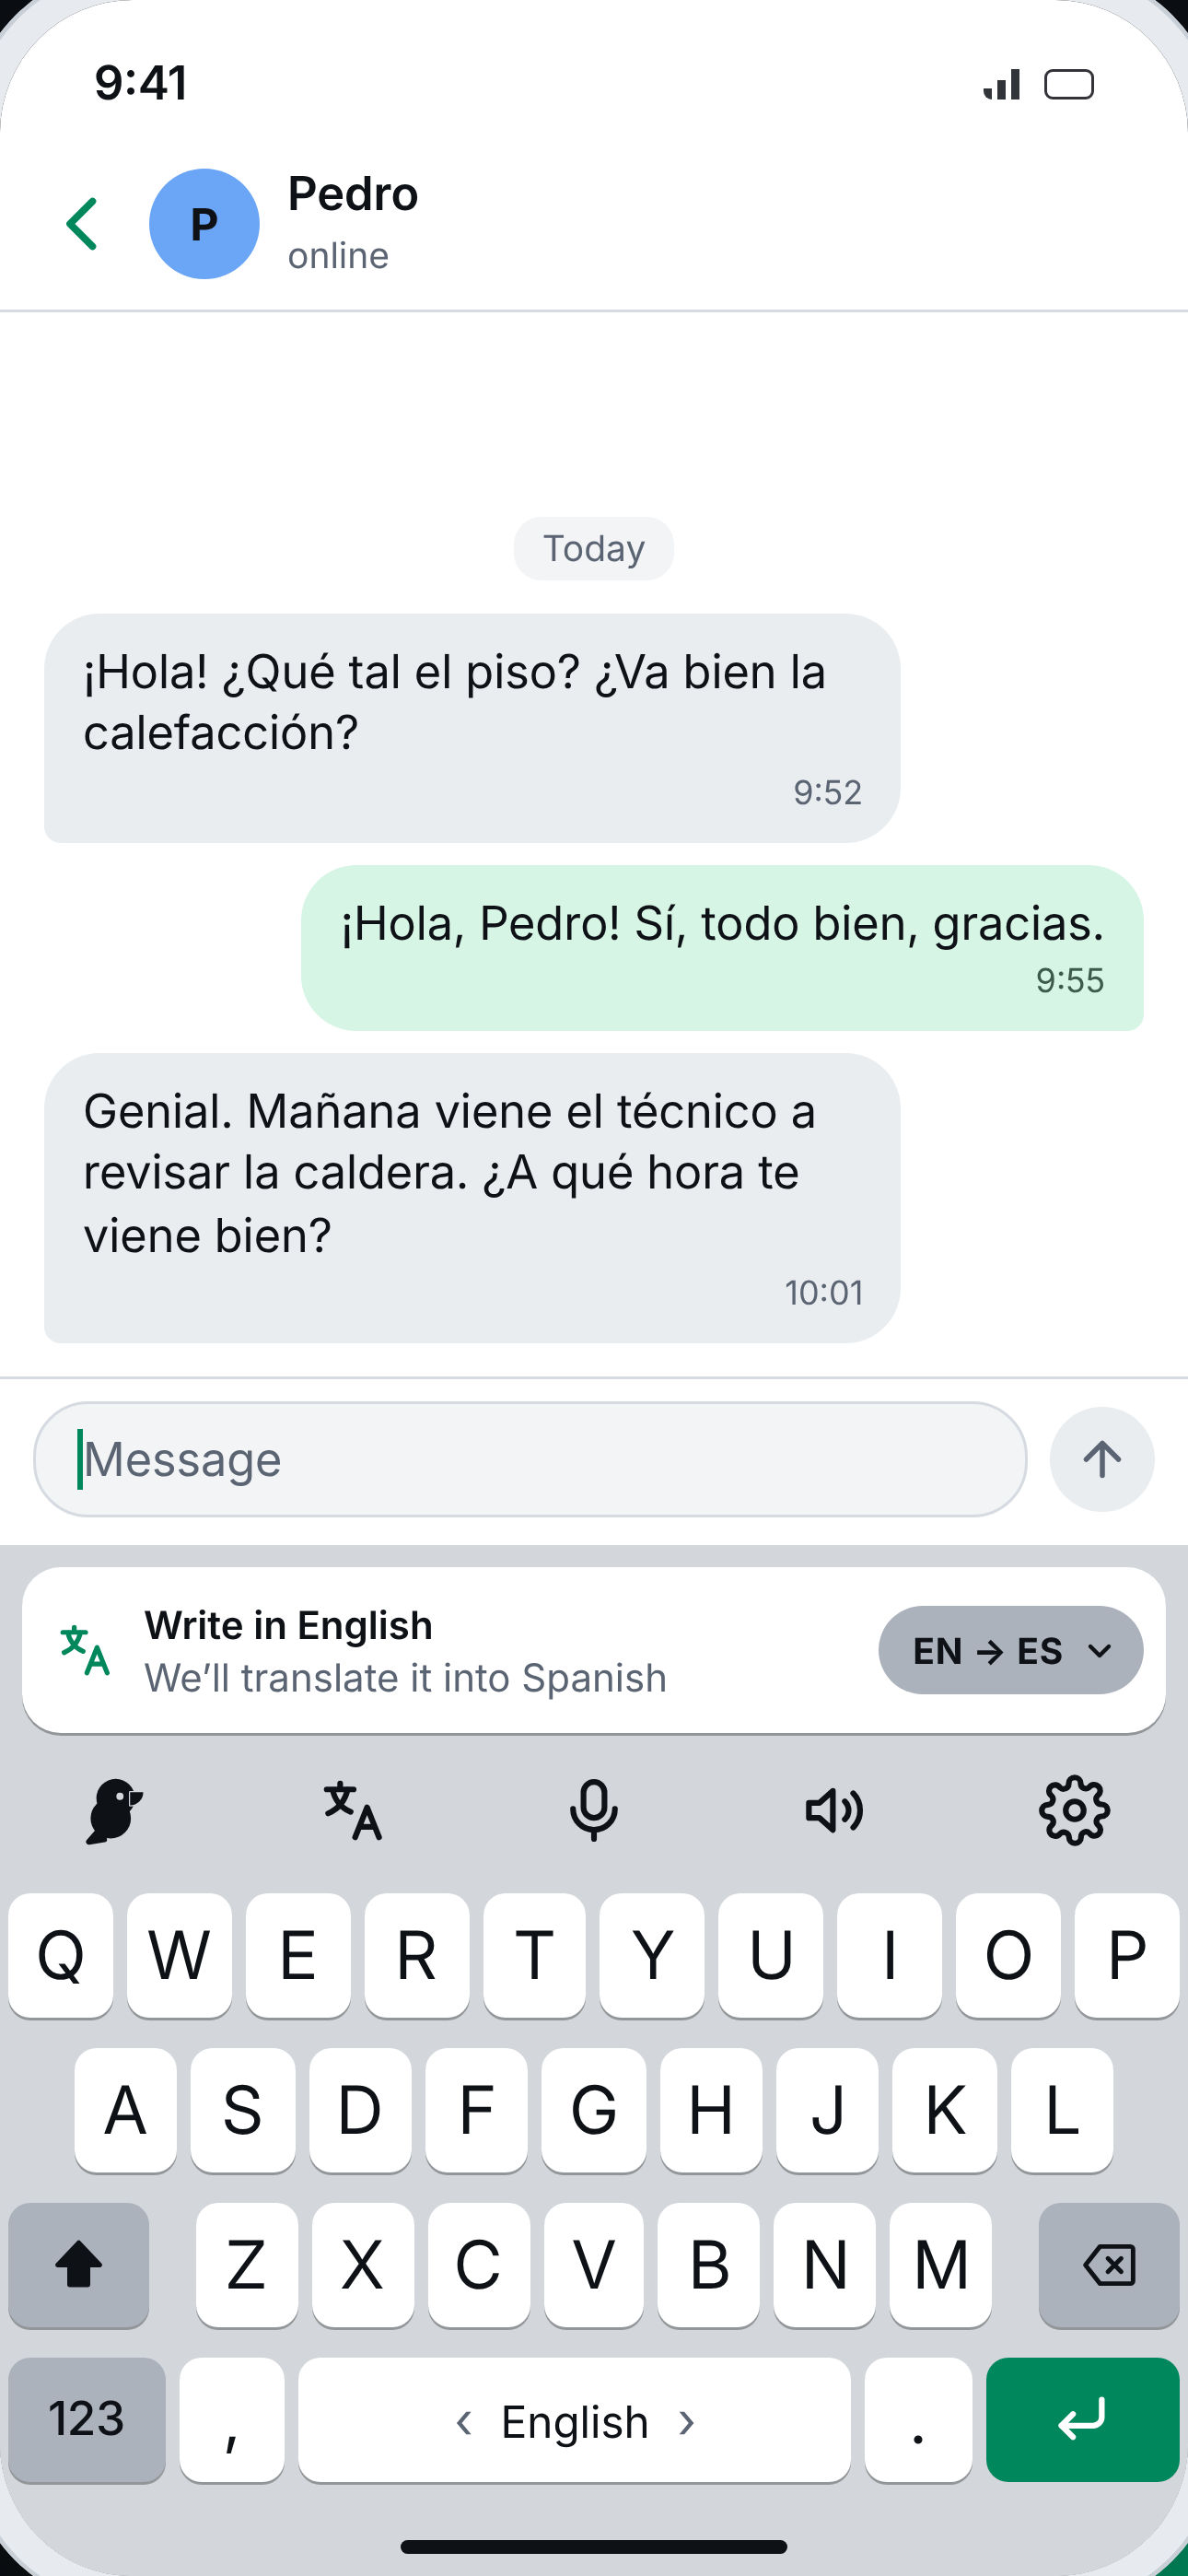 9:41
P
Pedro
online
Today
¡Hola! ¿Qué tal el piso? ¿Va bien la
calefacción?
9:52
¡Hola, Pedro! Sí, todo bien, gracias.
9:55
Genial. Mañana viene el técnico a
revisar la caldera. ¿A qué hora te
viene bien?
10:01
Message
Write in English
We’ll translate it into Spanish
EN → ES
Q W E R T Y U I O P
A S D F G H J K L
Z X C V B N M
123 , ‹ English › .